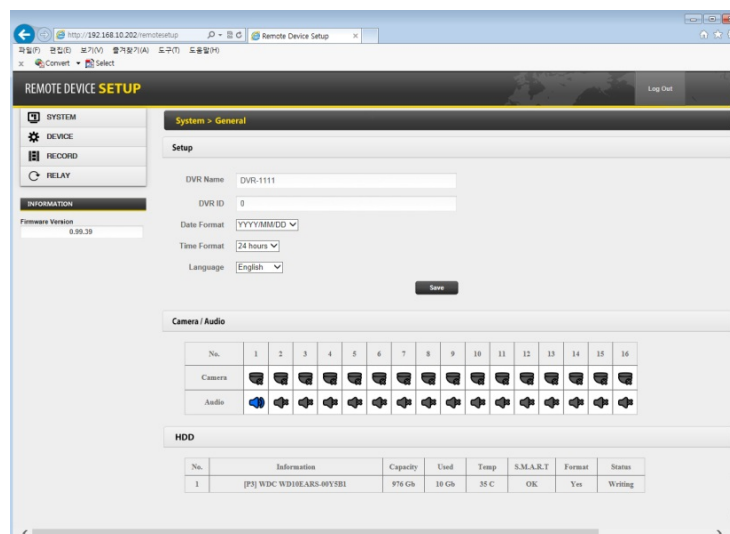 http://192.168.10.202/remotesetup
Remote Device Setup
파일(F) 편집(E) 보기(V) 즐겨찾기(A) 도구(T) 도움말(H)
x Convert Select
REMOTE DEVICE SETUP
Log Out
SYSTEM
DEVICE
RECORD
RELAY
INFORMATION
Firmware Version
0.99.39
System > General
Setup
DVR Name DVR-1111
DVR ID 0
Date Format YYYY/MM/DD
Time Format 24 hours
Language English
Save
Camera / Audio
No. 1 2 3 4 5 6 7 8 9 10 11 12 13 14 15 16
Camera
Audio
HDD
No. Information Capacity Used Temp S.M.A.R.T Format Status
1 [P3] WDC WD10EARS-00Y5B1 976 Gb 10 Gb 35 C OK Yes Writing